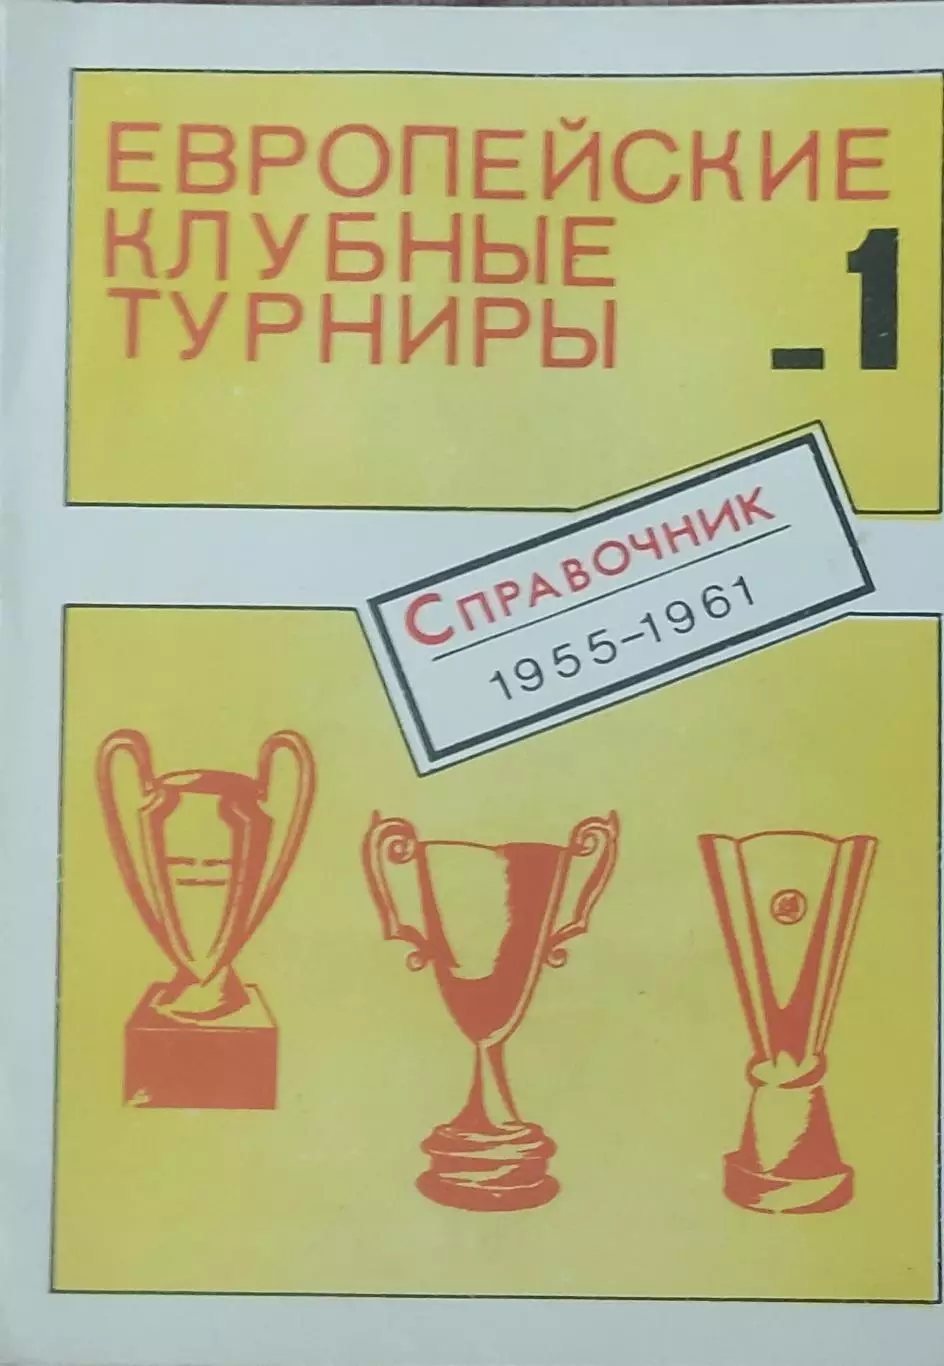 ЕВРОПЕЙСКИЕ
КЛУБНЫЕ
ТУРНИРЫ
-1
СПРАВОЧНИК
1955-1961